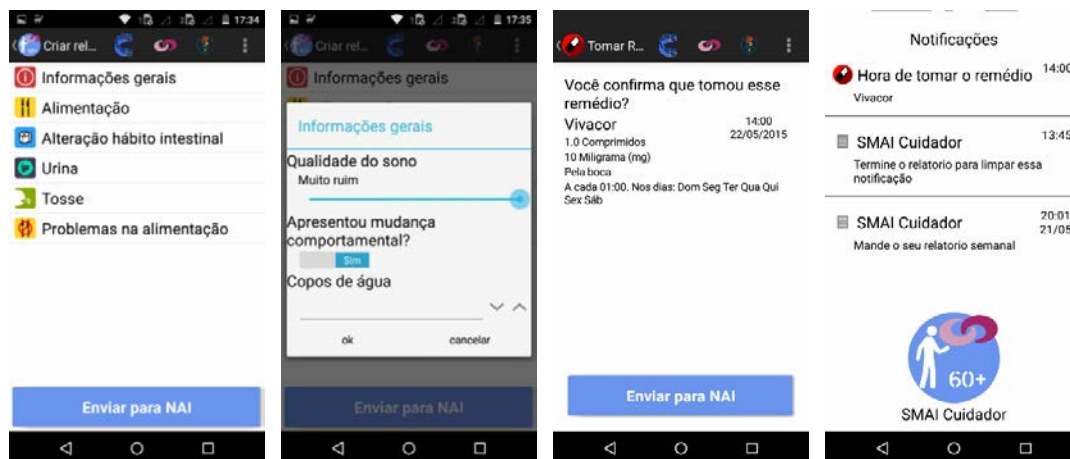 17:34
Criar rel...
Informações gerais
Alimentação
Alteração hábito intestinal
Urina
Tosse
Problemas na alimentação
Enviar para NAI
17:35
Criar rel...
Informações gerais
Informações gerais
Qualidade do sono
Muito ruim
Apresentou mudança
comportamental?
Sim
Copos de água
ok cancelar
Enviar para NAI
Tomar R...
Você confirma que tomou esse
remédio?
Vivacor 14:00
22/05/2015
1.0 Comprimidos
10 Miligrama (mg)
Pela boca
A cada 01:00. Nos dias: Dom Seg Ter Qua Qui
Sex Sáb
Enviar para NAI
Notificações
Hora de tomar o remédio 14:00
Vivacor
SMAI Cuidador 13:45
Termine o relatorio para limpar essa
notificação
SMAI Cuidador 20:01
21/05
Mande o seu relatorio semanal
60+
SMAI Cuidador